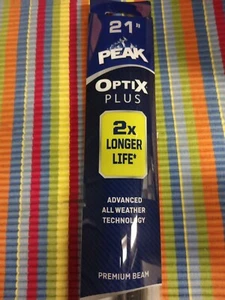 21"
PEAK
OPTIX
PLUS
2x
LONGER
LIFE*
ADVANCED
ALL WEATHER
TECHNOLOGY
PREMIUM BEAM